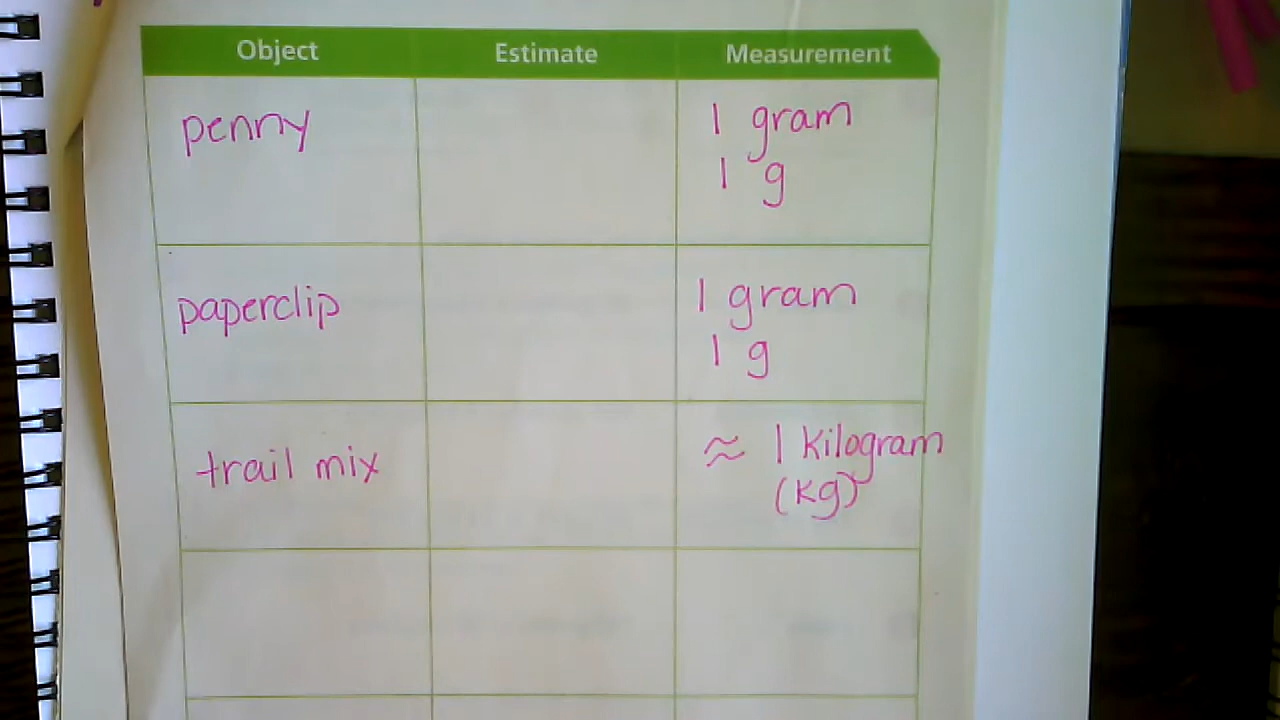 Object Estimate Measurement
penny
1 gram
1 g
paperclip
1 gram
1 g
trail mix
≈ 1 kilogram
(kg)